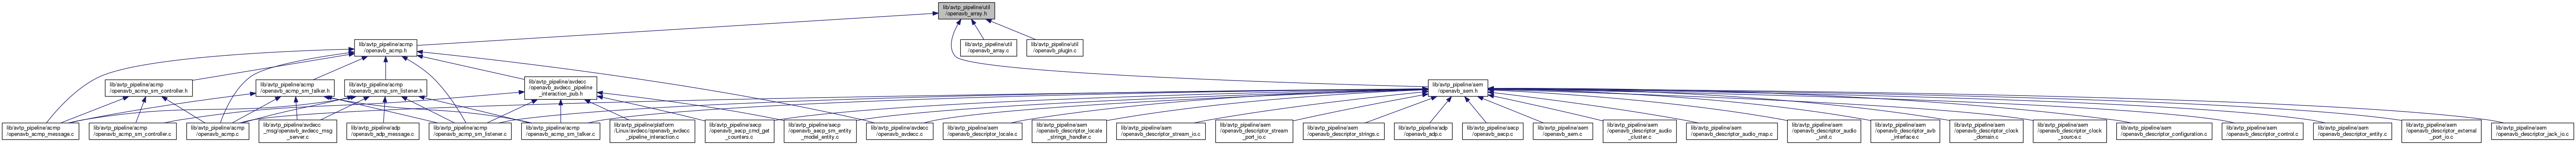 lib/avtp_pipeline/util
/openavb_array.h
lib/avtp_pipeline/acmp
/openavb_acmp.h
lib/avtp_pipeline/util
/openavb_array.c
lib/avtp_pipeline/util
/openavb_plugin.c
lib/avtp_pipeline/acmp
/openavb_acmp_sm_controller.h
lib/avtp_pipeline/acmp
/openavb_acmp_sm_talker.h
lib/avtp_pipeline/acmp
/openavb_acmp_sm_listener.h
lib/avtp_pipeline/avdecc
/openavb_avdecc_pipeline
_interaction_pub.h
lib/avtp_pipeline/aem
/openavb_aem.h
lib/avtp_pipeline/acmp
/openavb_acmp_message.c
lib/avtp_pipeline/acmp
/openavb_acmp_sm_controller.c
lib/avtp_pipeline/acmp
/openavb_acmp.c
lib/avtp_pipeline/avdecc
_msg/openavb_avdecc_msg
_server.c
lib/avtp_pipeline/adp
/openavb_adp_message.c
lib/avtp_pipeline/acmp
/openavb_acmp_sm_listener.c
lib/avtp_pipeline/acmp
/openavb_acmp_sm_talker.c
lib/avtp_pipeline/platform
/Linux/avdecc/openavb_avdecc
_pipeline_interaction.c
lib/avtp_pipeline/aecp
/openavb_aecp_cmd_get
_counters.c
lib/avtp_pipeline/aecp
/openavb_aecp_sm_entity
_model_entity.c
lib/avtp_pipeline/avdecc
/openavb_avdecc.c
lib/avtp_pipeline/aem
/openavb_descriptor_locale.c
lib/avtp_pipeline/aem
/openavb_descriptor_locale
_strings_handler.c
lib/avtp_pipeline/aem
/openavb_descriptor_stream_io.c
lib/avtp_pipeline/aem
/openavb_descriptor_stream
_port_io.c
lib/avtp_pipeline/aem
/openavb_descriptor_strings.c
lib/avtp_pipeline/adp
/openavb_adp.c
lib/avtp_pipeline/aecp
/openavb_aecp.c
lib/avtp_pipeline/aem
/openavb_aem.c
lib/avtp_pipeline/aem
/openavb_descriptor_audio
_cluster.c
lib/avtp_pipeline/aem
/openavb_descriptor_audio_map.c
lib/avtp_pipeline/aem
/openavb_descriptor_audio
_unit.c
lib/avtp_pipeline/aem
/openavb_descriptor_avb
_interface.c
lib/avtp_pipeline/aem
/openavb_descriptor_clock
_domain.c
lib/avtp_pipeline/aem
/openavb_descriptor_clock
_source.c
lib/avtp_pipeline/aem
/openavb_descriptor_configuration.c
lib/avtp_pipeline/aem
/openavb_descriptor_control.c
lib/avtp_pipeline/aem
/openavb_descriptor_entity.c
lib/avtp_pipeline/aem
/openavb_descriptor_external
_port_io.c
lib/avtp_pipeline/aem
/openavb_descriptor_jack_io.c